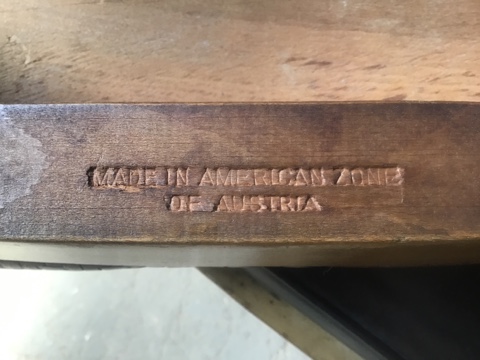 MADE IN AMERICAN ZONE
OF AUSTRIA